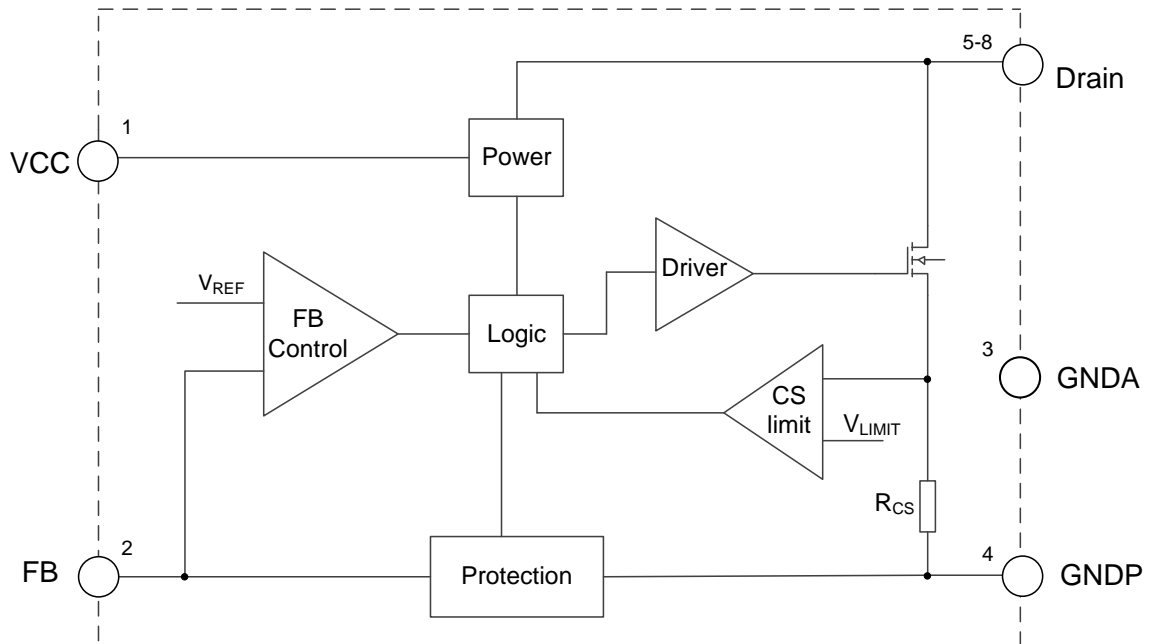 5-8
Drain
1
VCC
Power
Driver
VREF
FB
Control
Logic
3
GNDA
CS
limit
VLIMIT
RCS
2
FB
Protection
4
GNDP